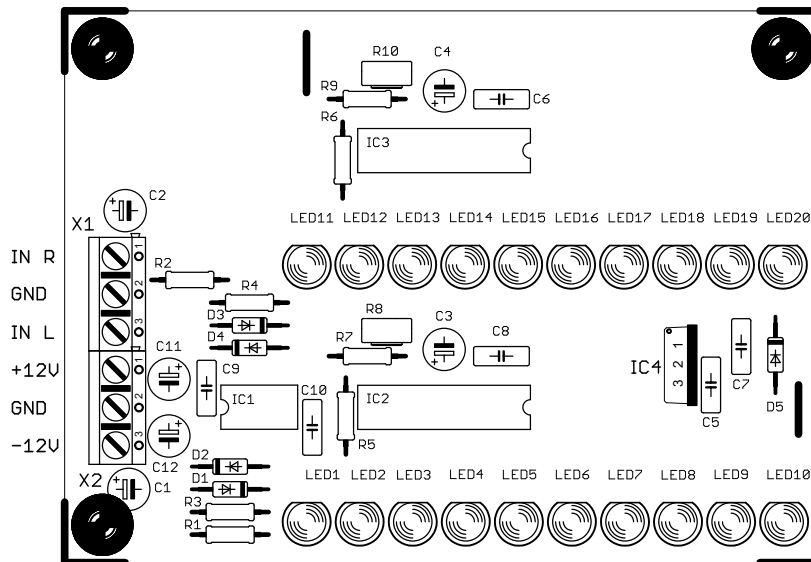 R10 C4
R9
C6
R6
IC3
C2
X1
LED11 LED12 LED13 LED14 LED15 LED16 LED17 LED18 LED19 LED20
IN R
1
R2
GND
2
R4
IN L
3
D3
D4
R8 C3
R7
C8
C11
+12V
1
C9
IC4
1
2
3
C7
GND
2
IC1
C10
IC2
C5
D5
-12V
3
R5
C12
D2
X2
C1
D1
R3
R1
LED1 LED2 LED3 LED4 LED5 LED6 LED7 LED8 LED9 LED10